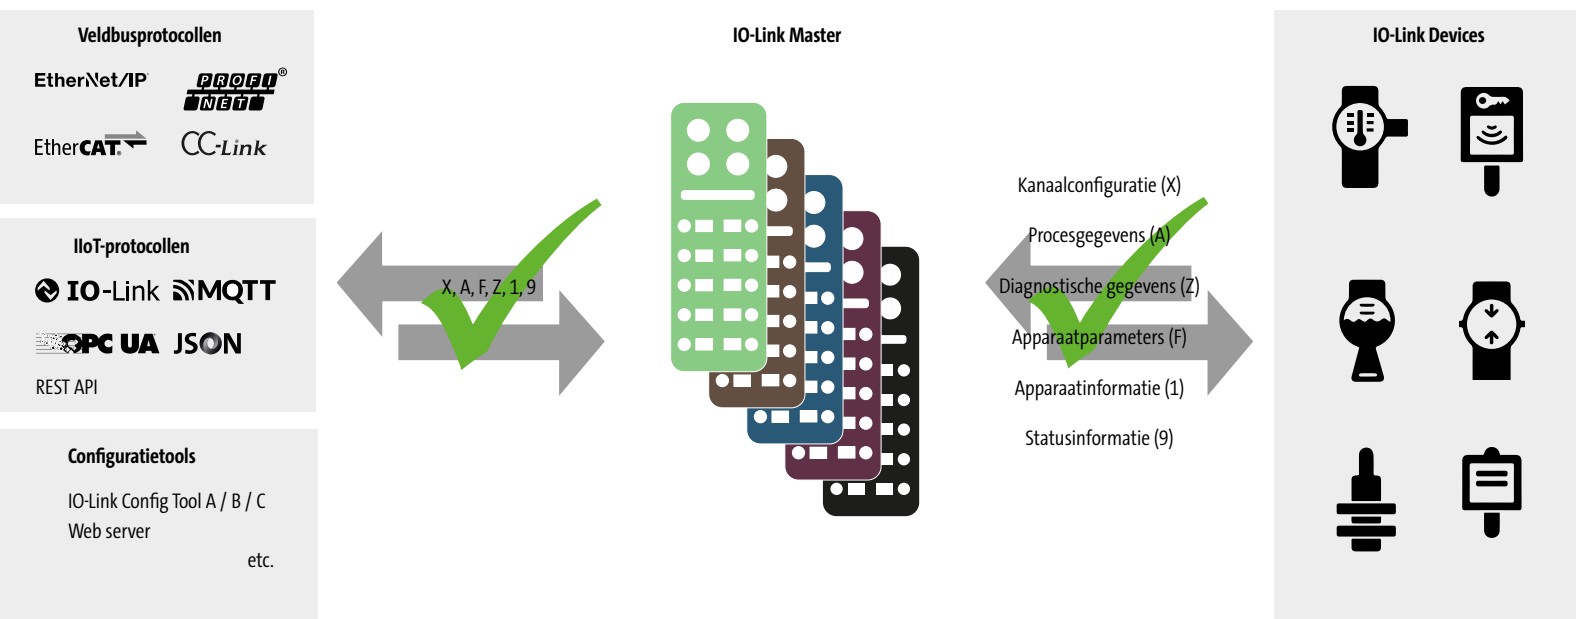 Veldbusprotocollen
EtherNet/IP
PROFI®
NET
EtherCAT®
CC-Link
IIoT-protocollen
IO-Link
MQTT
OPC UA
JSON
REST API
Configuratietools
IO-Link Config Tool A / B / C
Web server
etc.
X, A, F, Z, 1, 9
IO-Link Master
Kanaalconfiguratie (X)
Procesgegevens (A)
Diagnostische gegevens (Z)
Apparaatparameters (F)
Apparaatinformatie (1)
Statusinformatie (9)
IO-Link Devices